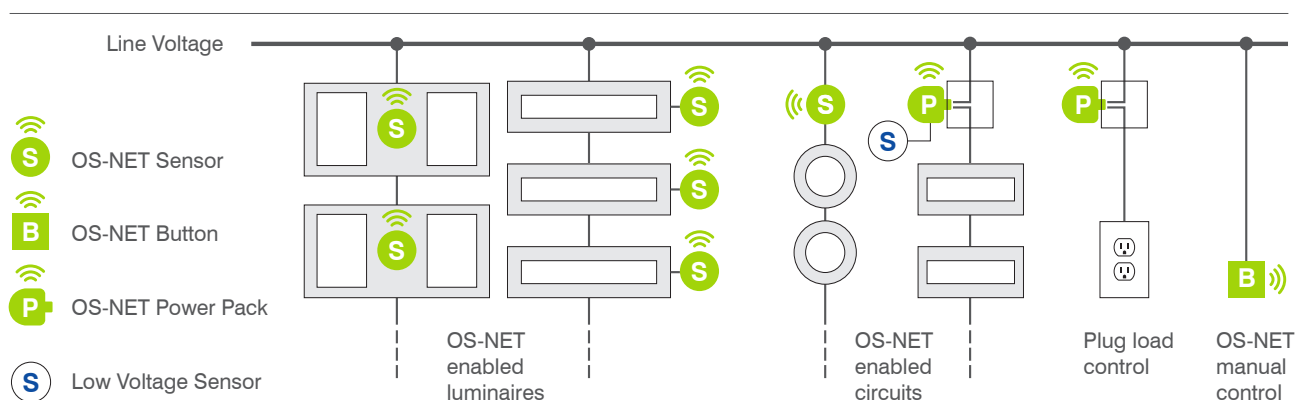 Line Voltage
S
S
S
S
S
S
P
S
P
S OS-NET Sensor
B OS-NET Button
P OS-NET Power Pack
S Low Voltage Sensor
B
OS-NET
enabled
luminaires
OS-NET
enabled
circuits
Plug load
control
OS-NET
manual
control